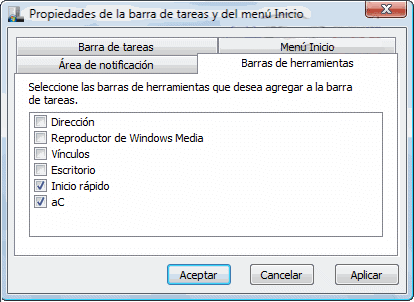 Propiedades de la barra de tareas y del menú Inicio
Barra de tareas
Menú Inicio
Área de notificación
Barras de herramientas
Seleccione las barras de herramientas que desea agregar a la barra
de tareas.
Dirección
Reproductor de Windows Media
Vínculos
Escritorio
Inicio rápido
aC
Aceptar
Cancelar
Aplicar